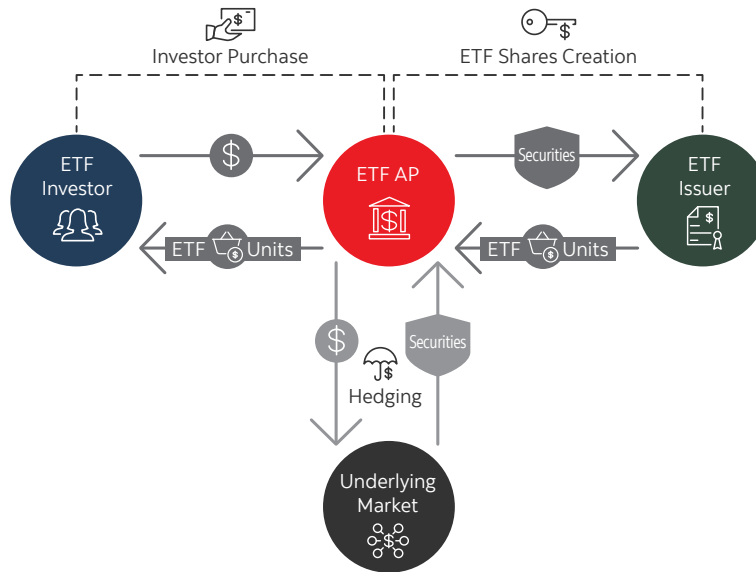 Investor Purchase
ETF Shares Creation
$
$
ETF
Investor
$
ETF AP
$
Securities
ETF
Issuer
$
ETF $ Units
ETF $ Units
$
Securities
$
Hedging
Underlying
Market
$